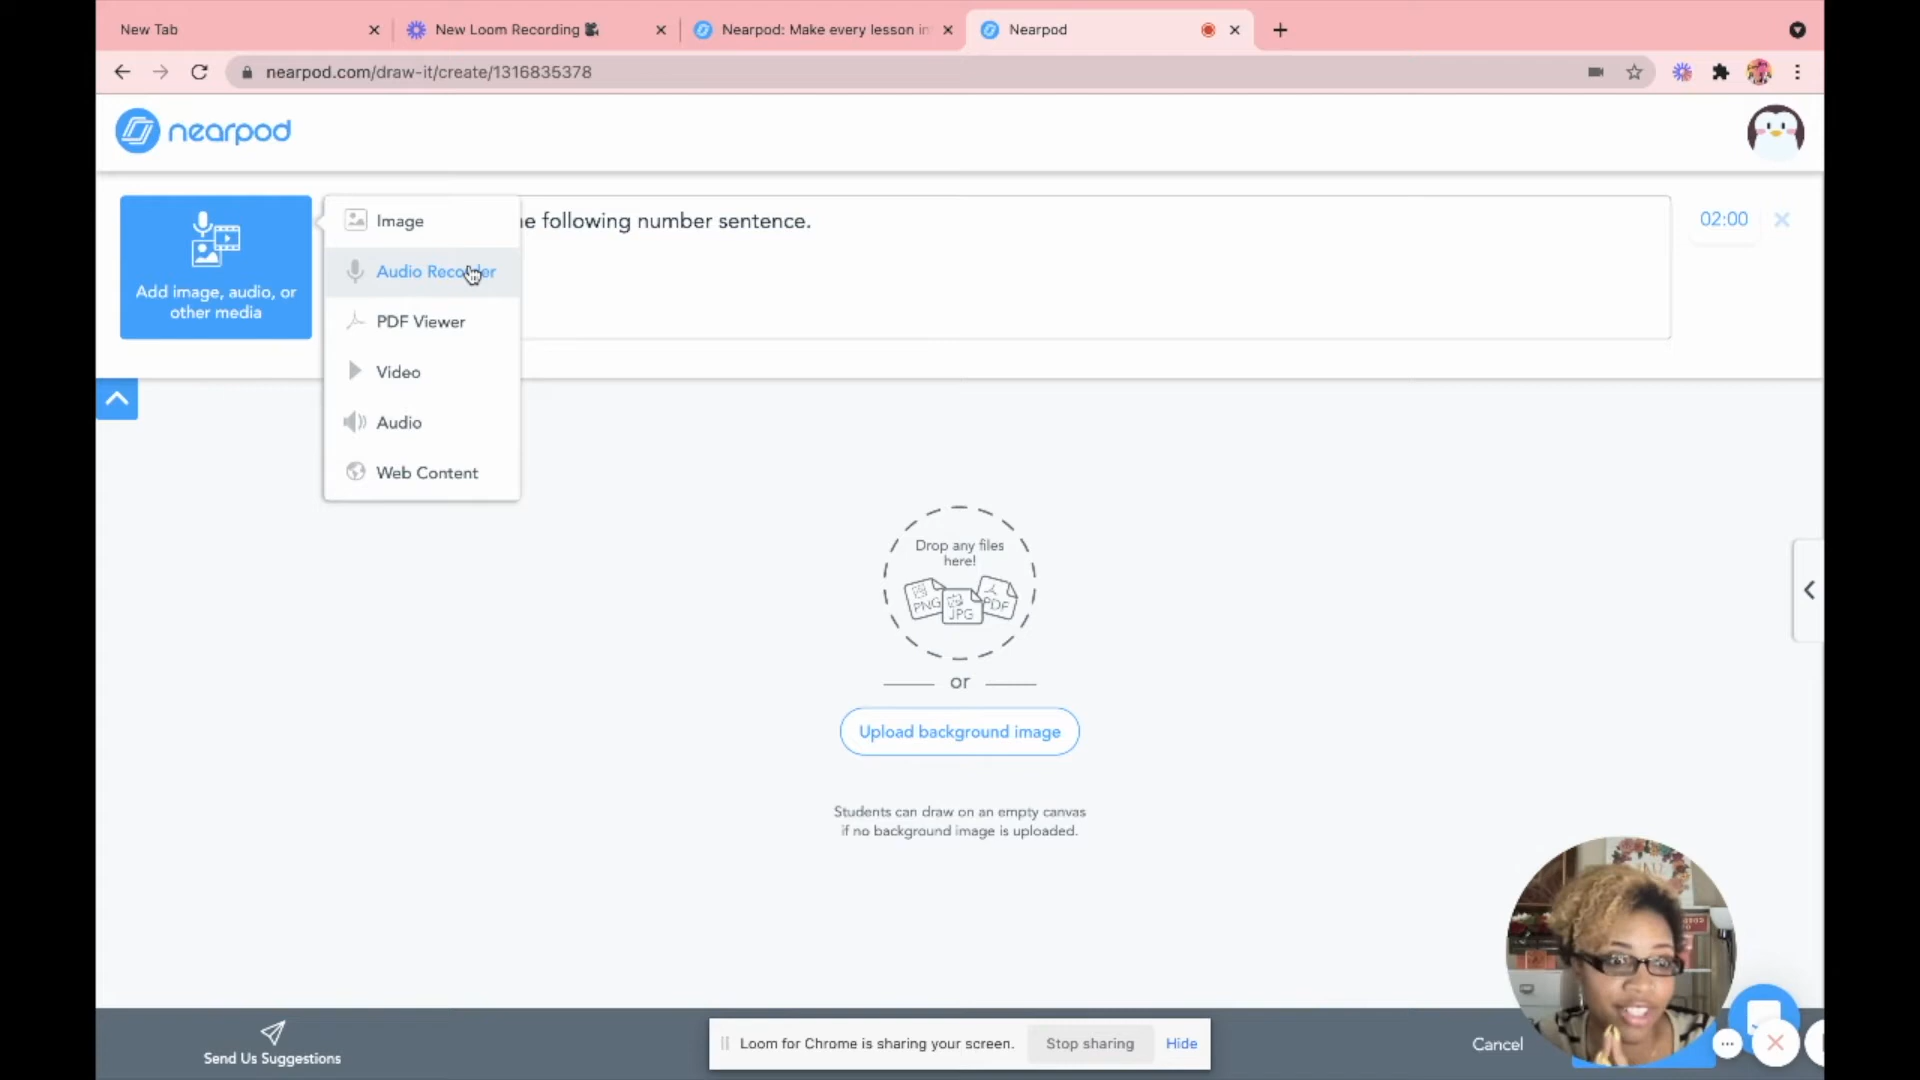 New Tab
New Loom Recording
Nearpod: Make every lesson in
Nearpod
nearpod.com/draw-it/create/1316835378
nearpod
Add image, audio, or
other media
Image
Audio Recorder
PDF Viewer
Video
Audio
Web Content
e following number sentence.
02:00
Drop any files
here!
PNG
JPG
PDF
or
Upload background image
Students can draw on an empty canvas
if no background image is uploaded.
Send Us Suggestions
Loom for Chrome is sharing your screen.
Stop sharing
Hide
Cancel